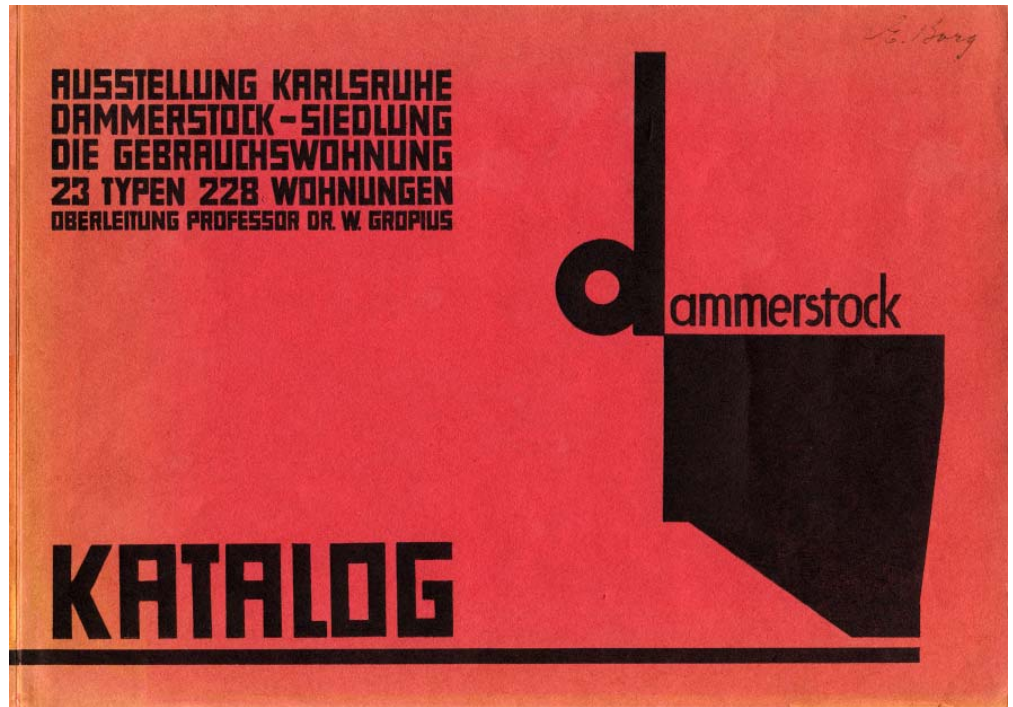 AUSSTELLUNG KARLSRUHE
DAMMERSTOCK-SIEDLUNG
DIE GEBRAUCHSWOHNUNG
23 TYPEN 228 WOHNUNGEN
OBERLEITUNG PROFESSOR DR. W. GROPIUS
dammerstock
KATALOG